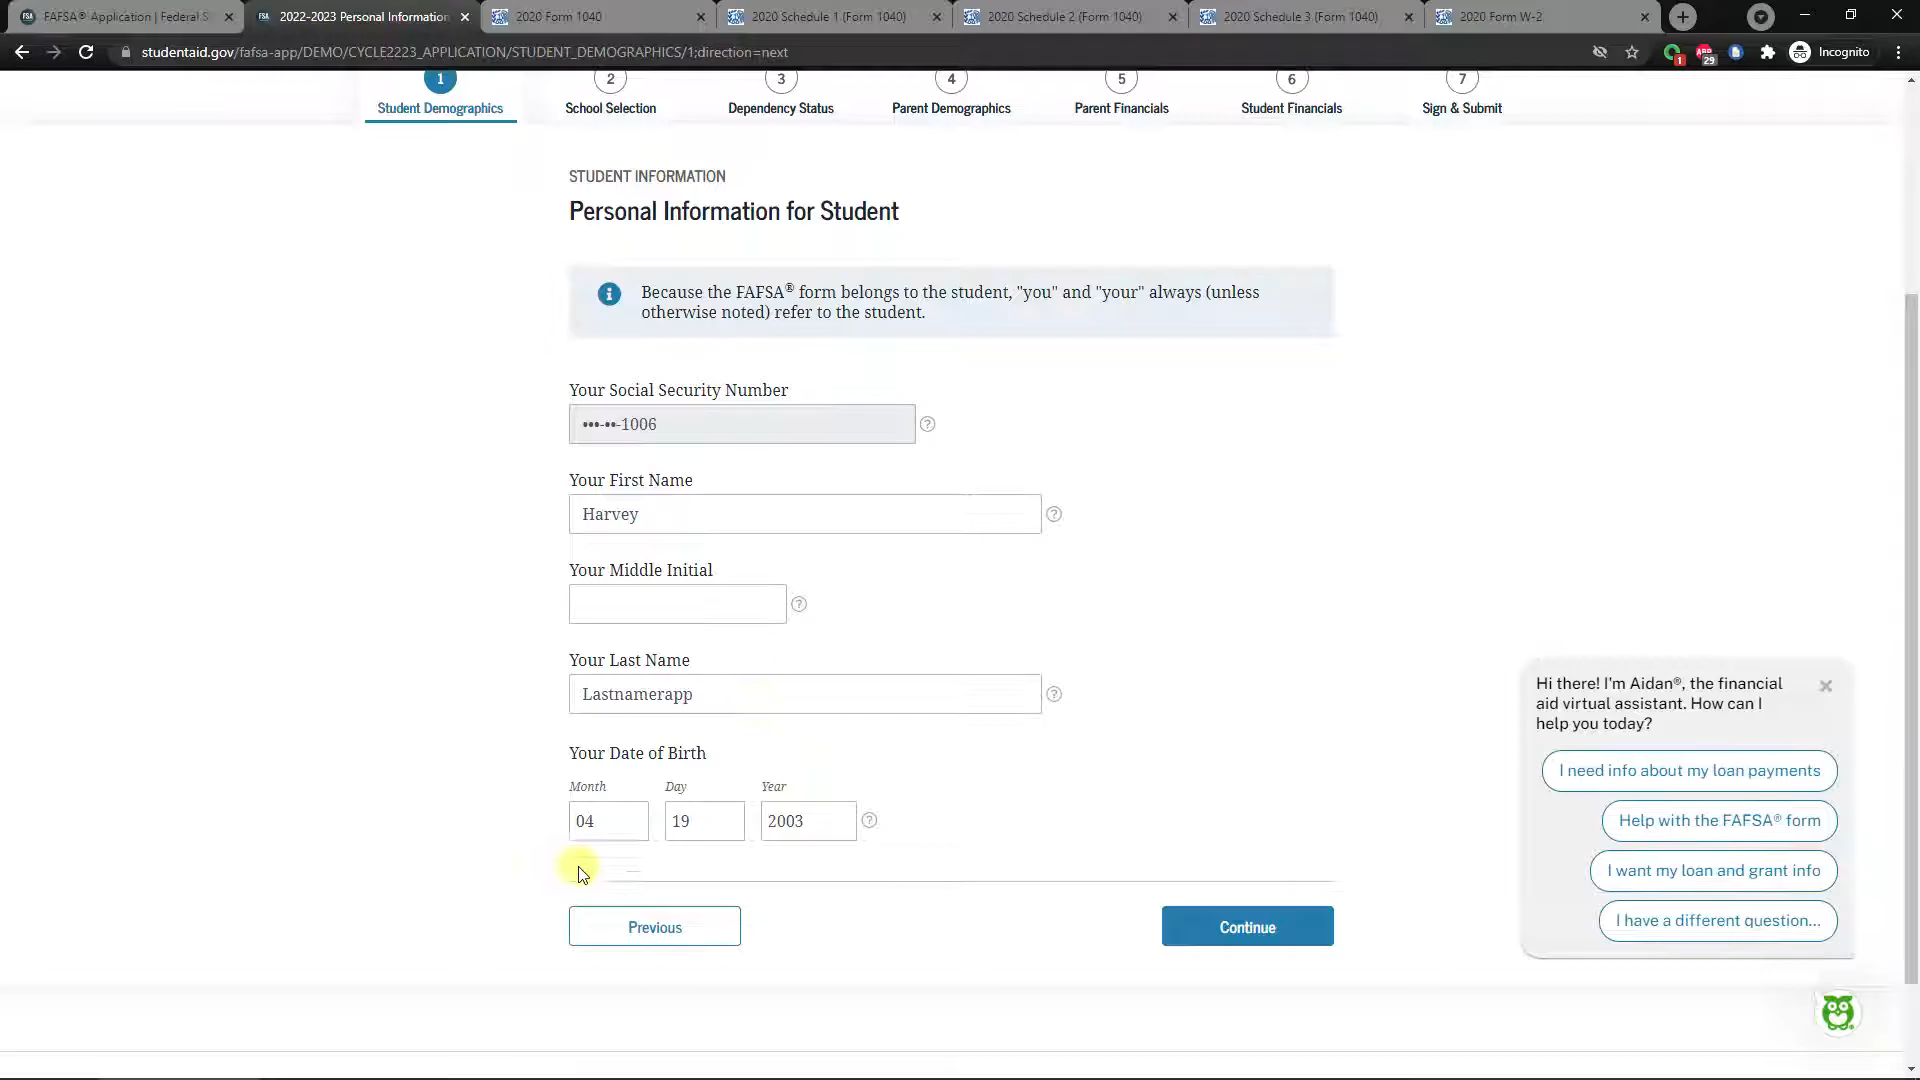 FAFSA® Application | Federal S
2022-2023 Personal Information
2020 Form 1040
2020 Schedule 1 (Form 1040)
2020 Schedule 2 (Form 1040)
2020 Schedule 3 (Form 1040)
2020 Form W-2
studentaid.gov/fafsa-app/DEMO/CYCLE2223_APPLICATION/STUDENT_DEMOGRAPHICS/1;direction=next
1
ABP
29
Incognito
1 2 3 4 5 6 7
Student Demographics School Selection Dependency Status Parent Demographics Parent Financials Student Financials Sign & Submit
STUDENT INFORMATION
Personal Information for Student
Because the FAFSA® form belongs to the student, "you" and "your" always (unless
otherwise noted) refer to the student.
Your Social Security Number
•••-••-1006
Your First Name
Harvey
Your Middle Initial
Your Last Name
Lastnamerapp
Your Date of Birth
Month Day Year
04 19 2003
Previous
Continue
Hi there! I'm Aidan®, the financial
aid virtual assistant. How can I
help you today?
I need info about my loan payments
Help with the FAFSA® form
I want my loan and grant info
I have a different question...